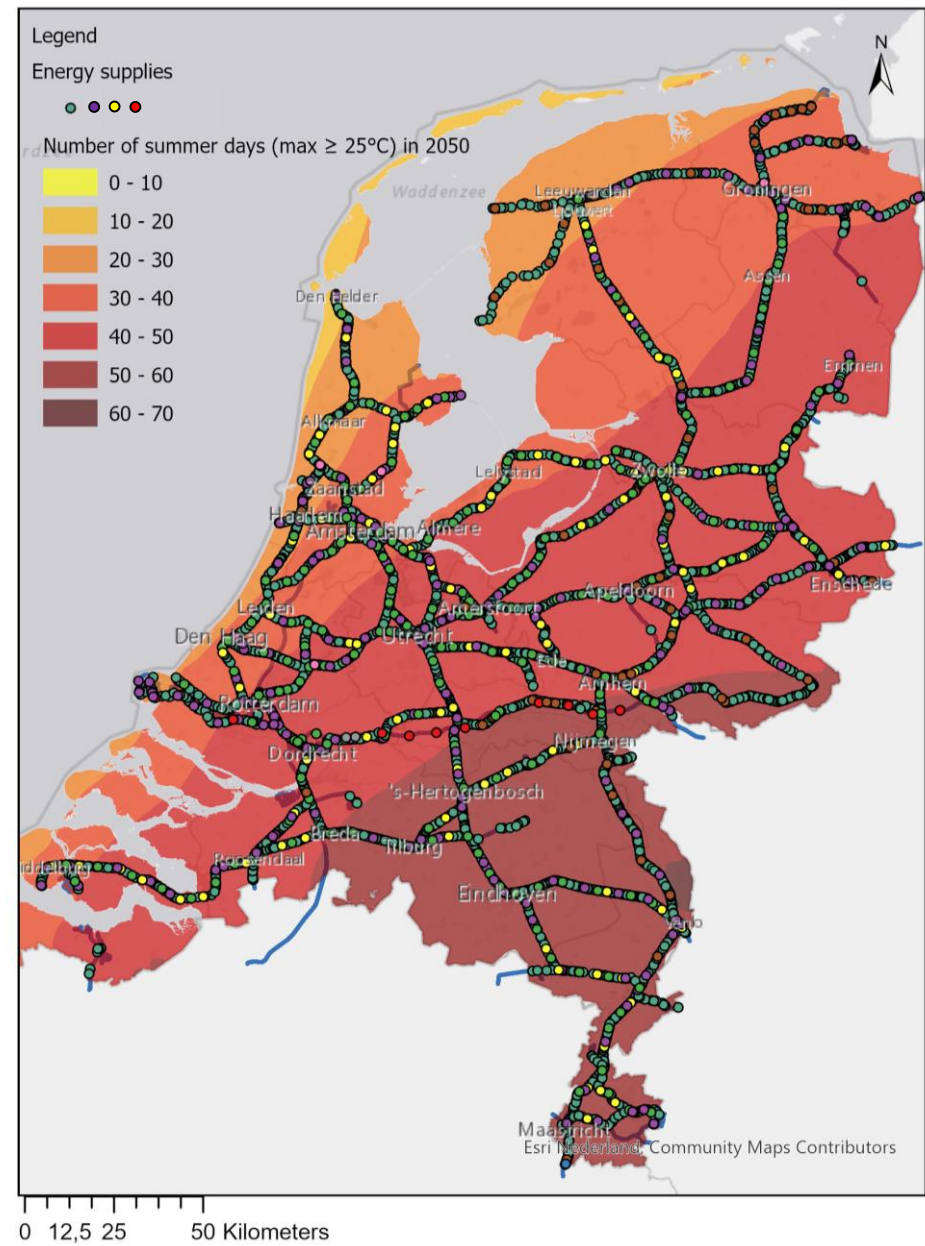 Legend
Energy supplies
Number of summer days (max ≥ 25°C) in 2050
0 - 10
10 - 20
20 - 30
30 - 40
40 - 50
50 - 60
60 - 70
N
Waddenzee
Leeuwarden
Ljouwert
Groningen
Assen
Den Helder
Emmen
Alkmaar
Lelystad
Zwolle
Zaanstad
Haarlem
Amsterdam
Almere
Enschede
Apeldoorn
Leiden
Amersfoort
Den Haag
Utrecht
Ede
Arnhem
Rotterdam
Nijmegen
Dordrecht
's-Hertogenbosch
Breda
Tilburg
Roosendaal
iddelburg
Eindhoven
Venlo
Maastricht
Esri Nederland, Community Maps Contributors
0 12,5 25 50 Kilometers